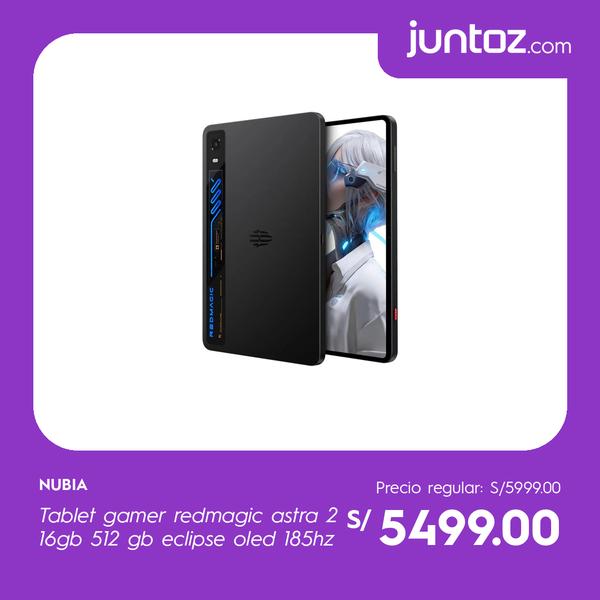 juntoz.com
REDMAGIC
NUBIA
Tablet gamer redmagic astra 2
16gb 512 gb eclipse oled 185hz
Precio regular: S/5999.00
S/ 5499.00